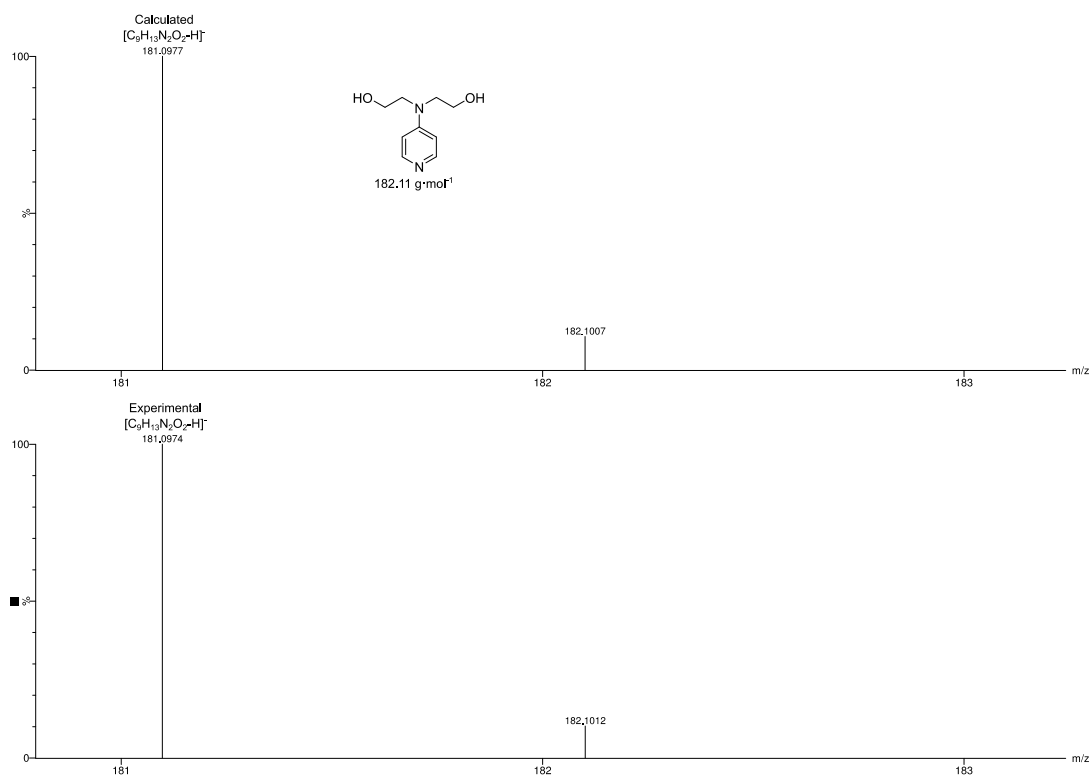 Calculated
[C₉H₁₃N₂O₂-H]⁻
181.0977
100
HO
N
OH
N
182.11 g·mol⁻¹
%
182.1007
0
181
182
183
m/z
Experimental
[C₉H₁₃N₂O₂-H]⁻
181.0974
100
%
182.1012
0
181
182
183
m/z